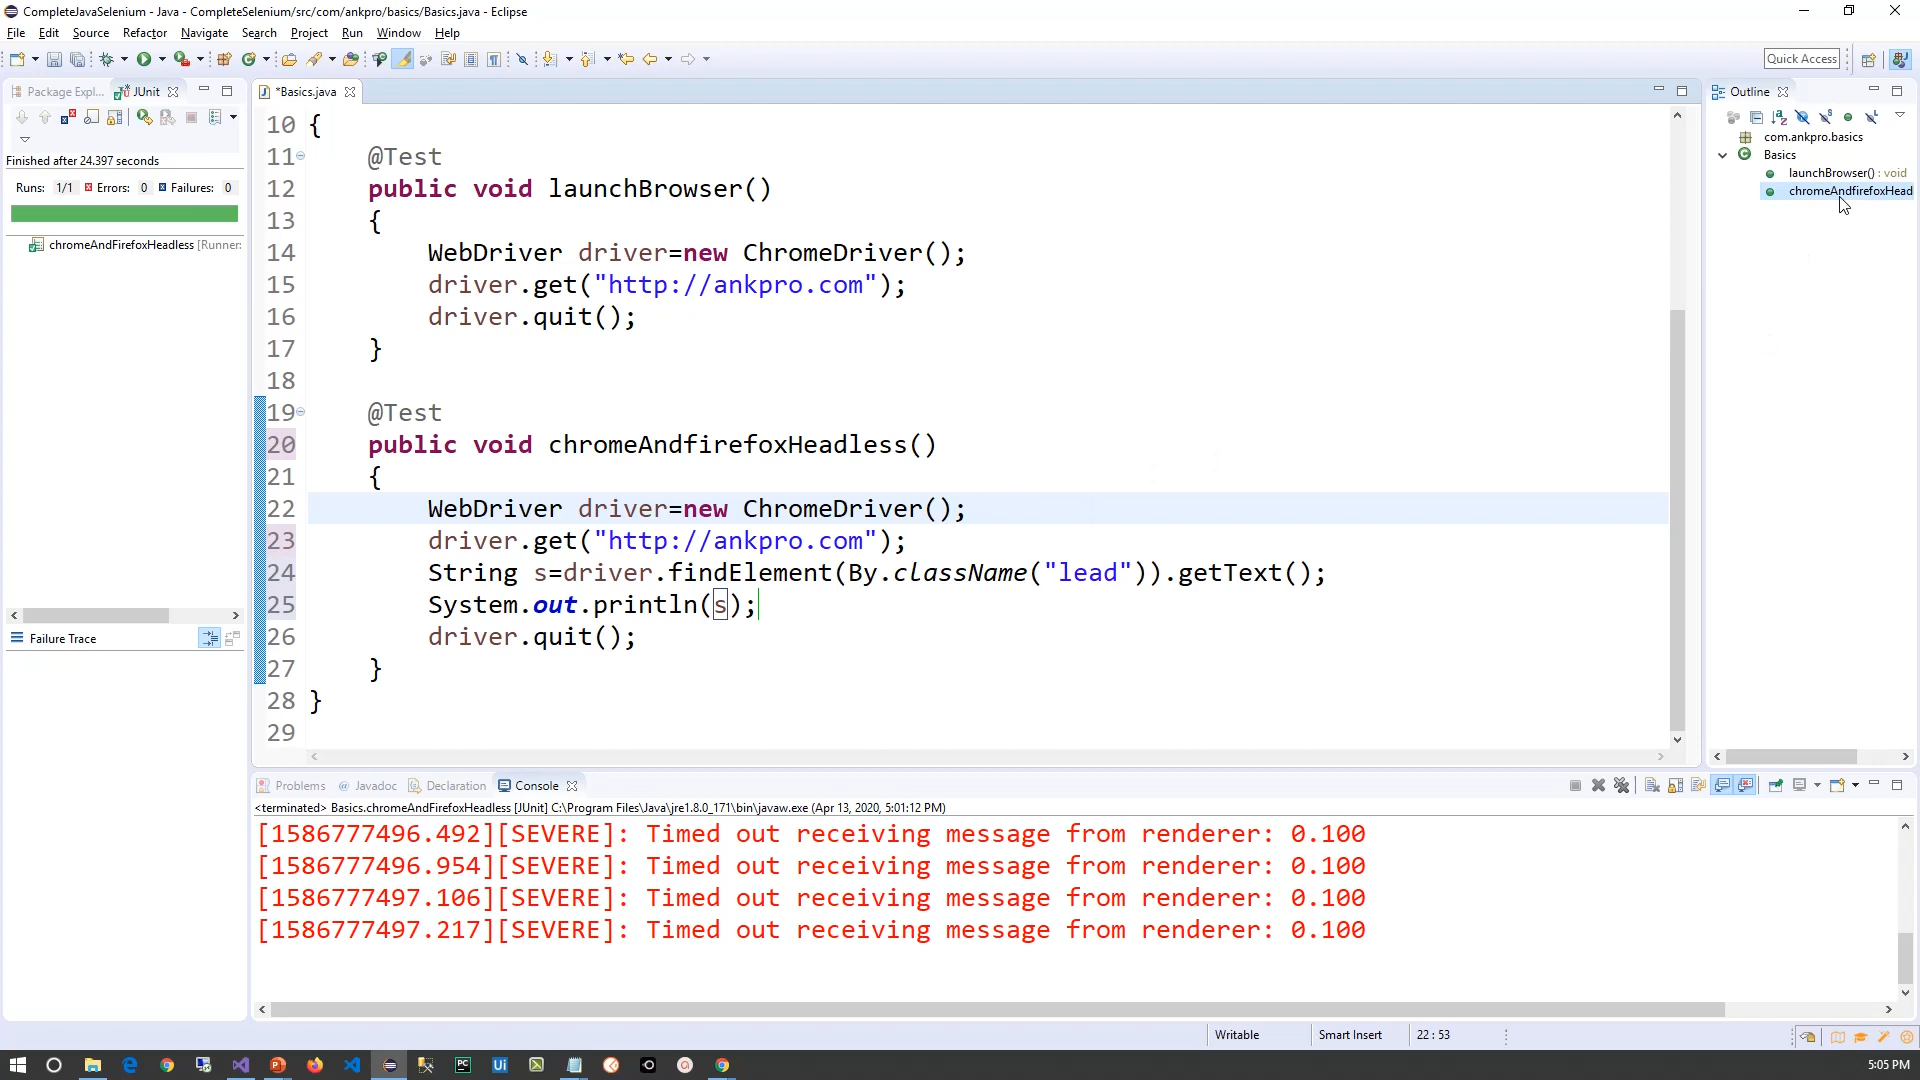 CompleteJavaSelenium - Java - CompleteSelenium/src/com/ankpro/basics/Basics.java - Eclipse
File Edit Source Refactor Navigate Search Project Run Window Help
Quick Access
Package Expl... JUnit
*Basics.java
Outline
Finished after 24.397 seconds
Runs: 1/1 Errors: 0 Failures: 0
chromeAndFirefoxHeadless [Runner:
Failure Trace
10 {
11 @Test
12 public void launchBrowser()
13 {
14 WebDriver driver=new ChromeDriver();
15 driver.get("http://ankpro.com");
16 driver.quit();
17 }
18
19 @Test
20 public void chromeAndfirefoxHeadless()
21 {
22 WebDriver driver=new ChromeDriver();
23 driver.get("http://ankpro.com");
24 String s=driver.findElement(By.className("lead")).getText();
25 System.out.println(s);
26 driver.quit();
27 }
28 }
29
com.ankpro.basics
Basics
launchBrowser() : void
chromeAndfirefoxHead
Problems Javadoc Declaration Console
<terminated> Basics.chromeAndFirefoxHeadless [JUnit] C:\Program Files\Java\jre1.8.0_171\bin\javaw.exe (Apr 13, 2020, 5:01:12 PM)
[1586777496.492][SEVERE]: Timed out receiving message from renderer: 0.100
[1586777496.954][SEVERE]: Timed out receiving message from renderer: 0.100
[1586777497.106][SEVERE]: Timed out receiving message from renderer: 0.100
[1586777497.217][SEVERE]: Timed out receiving message from renderer: 0.100
Writable Smart Insert 22 : 53
5:05 PM